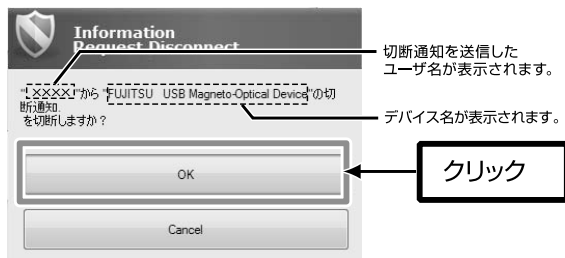 Information
Request Disconnect
"XXXX"から "FUJITSU USB Magneto-Optical Device"の切
断通知.
を切断しますか？
OK
Cancel
切断通知を送信した
ユーザ名が表示されます。
デバイス名が表示されます。
クリック